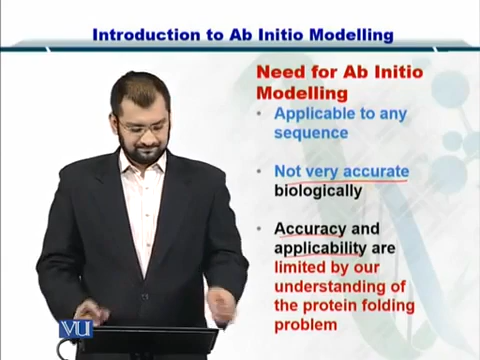 Introduction to Ab Initio Modelling
Need for Ab Initio
Modelling
• Applicable to any
sequence
• Not very accurate
biologically
• Accuracy and
applicability are
limited by our
understanding of
the protein folding
problem
VU